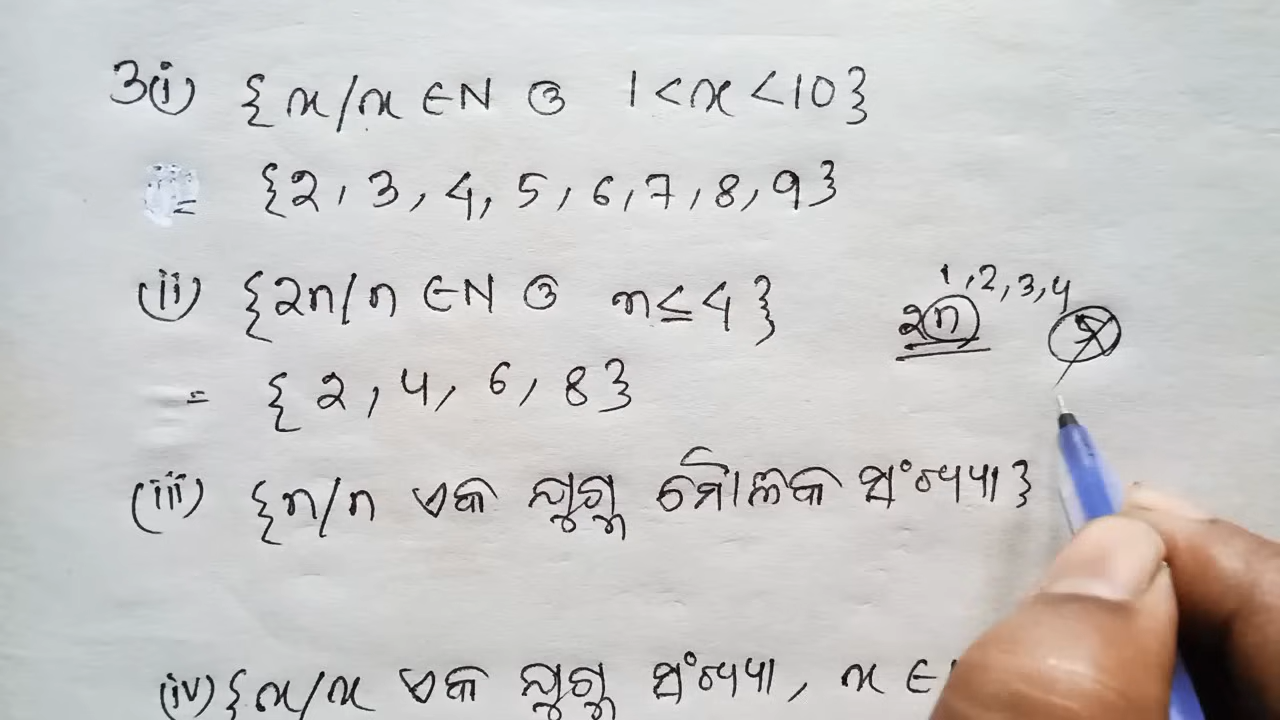 3(i) {x/x ∈N ଓ 1<x<10}
= {2, 3, 4, 5, 6, 7, 8, 9}
(ii) {2n/n ∈N ଓ n≤4}
1, 2, 3, 4
2n
= {2, 4, 6, 8}
(iii) {n/n ଏକ ଯୁଗ୍ମ ମୌଲିକ ସଂଖ୍ୟା}
(iv) {x/x ଏକ ଯୁଗ୍ମ ସଂଖ୍ୟା, x ∈